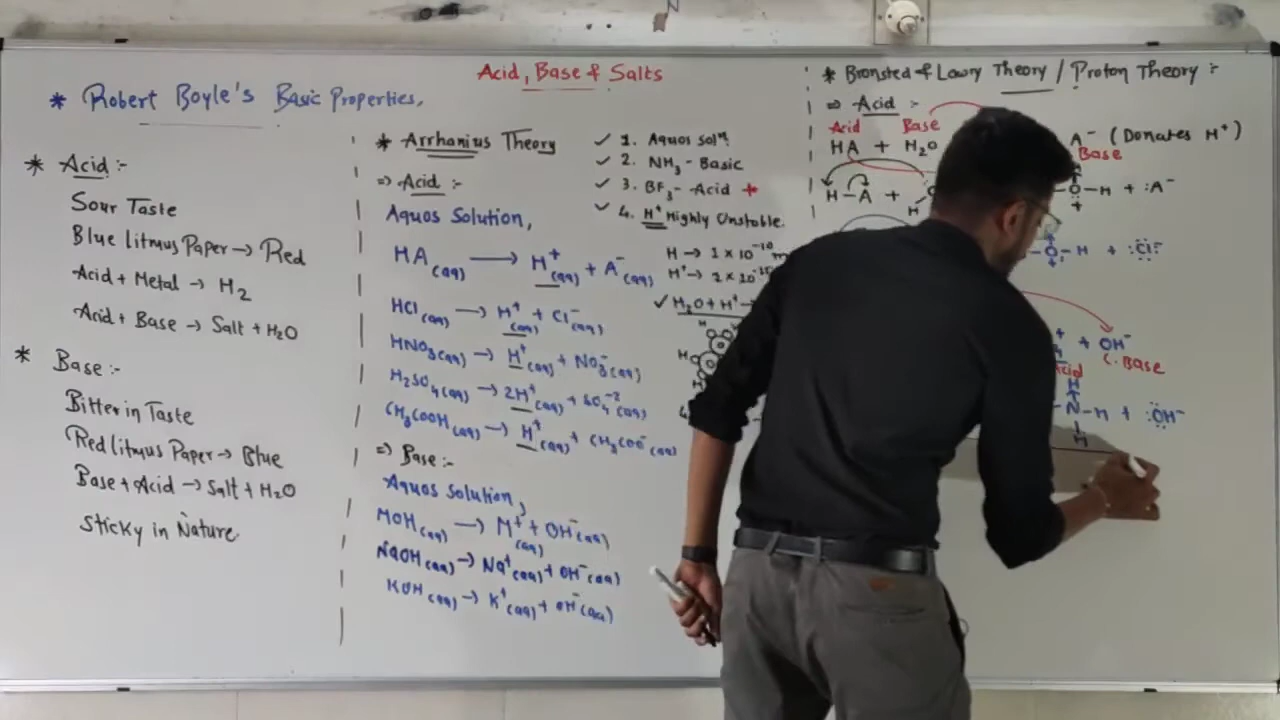 Acid, Base & Salts
* Robert Boyle's Basic Properties,
* Acid :-
Sour Taste
Blue litmus Paper → Red
Acid + Metal → H₂
Acid + Base → Salt + H₂O
* Base :-
Bitter in Taste
Red litmus Paper → Blue
Base + Acid → Salt + H₂O
Sticky in Nature
* Arrhanius Theory
⇒ Acid :-
Aquos Solution,
HA(aq) → H⁺(aq) + A⁻(aq)
HCl(aq) → H⁺(aq) + Cl⁻(aq)
HNO₃(aq) → H⁺(aq) + NO₃⁻(aq)
H₂SO₄(aq) → 2H⁺(aq) + SO₄⁻²(aq)
CH₃COOH(aq) → H⁺(aq) + CH₃COO⁻(aq)
⇒ Base :-
Aquos Solution,
MOH(aq) → M⁺(aq) + OH⁻(aq)
NaOH(aq) → Na⁺(aq) + OH⁻(aq)
KOH(aq) → K⁺(aq) + OH⁻(aq)
✓ 1. Aquos solⁿ
✓ 2. NH₃ - Basic
✓ 3. BF₃ - Acid *
✓ 4. H⁺ Highly Unstable.
H → 1 × 10⁻¹⁰ m
H⁺ →
✓ H₂O + H⁺ →
* Bronsted & Lowry Theory / Proton Theory :-
⇒ Acid :-
Acid Base
HA + H₂O A⁻ (Donates H⁺)
Base
H-A + -O-H + :A⁻
-O-H + :Cl:⁻
+ OH⁻
C. Base
H
N-H + :OH⁻
H